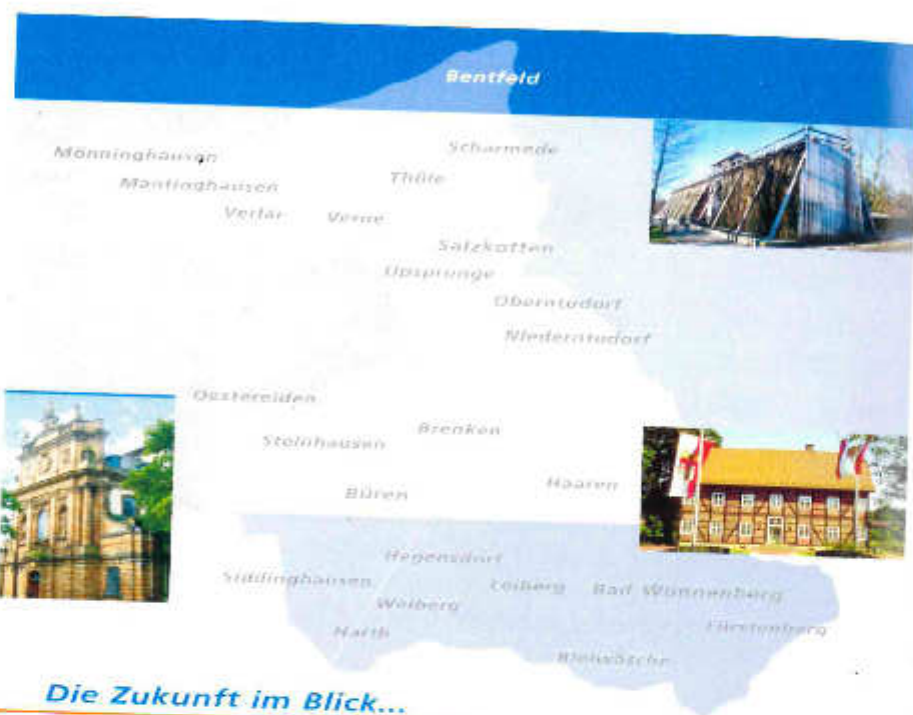 Bentfeld
Scharmede
Mönninghausen
Thüle
Mantinghausen
Verlar Verne
Salzkotten
Upsprunge
Oberntudorf
Niederntudorf
Oestereiden
Brenken
Steinhausen
Haaren
Büren
Hegensdorf
Siddinghausen Leiberg Bad Wünnenberg
Weiberg
Fürstenberg
Harth
Bleiwäsche
Die Zukunft im Blick...